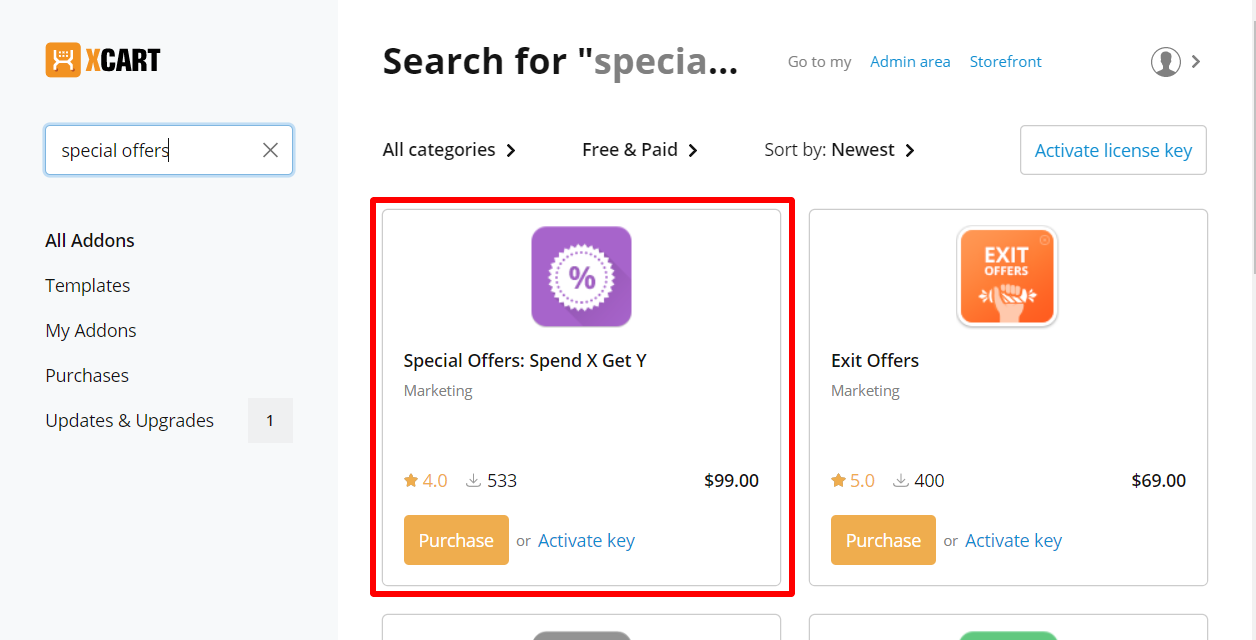 XCART
special offers
All Addons
Templates
My Addons
Purchases
Updates & Upgrades 1
Search for "specia...
Go to my Admin area Storefront
All categories Free & Paid Sort by: Newest Activate license key
%
Special Offers: Spend X Get Y
Marketing
4.0 533 $99.00
Purchase or Activate key
EXIT
OFFERS
Exit Offers
Marketing
5.0 400 $69.00
Purchase or Activate key